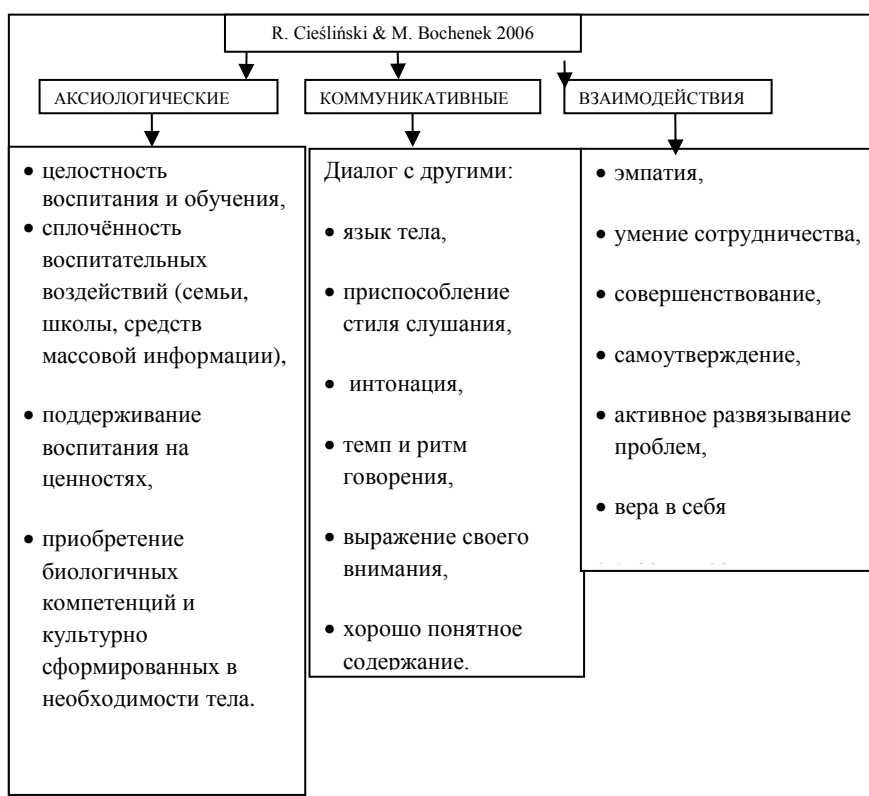 R. Cieśliński & M. Bochenek 2006
АКСИОЛОГИЧЕСКИЕ
КОММУНИКАТИВНЫЕ
ВЗАИМОДЕЙСТВИЯ
• целостность
воспитания и обучения,
• сплочённость
воспитательных
воздействий (семьи,
школы, средств
массовой информации),
• поддерживание
воспитания на
ценностях,
• приобретение
биологичных
компетенций и
культурно
сформированных в
необходимости тела.
Диалог с другими:
• язык тела,
• приспособление
стиля слушания,
• интонация,
• темп и ритм
говорения,
• выражение своего
внимания,
• хорошо понятное
содержание.
• эмпатия,
• умение сотрудничества,
• совершенствование,
• самоутверждение,
• активное развязывание
проблем,
• вера в себя